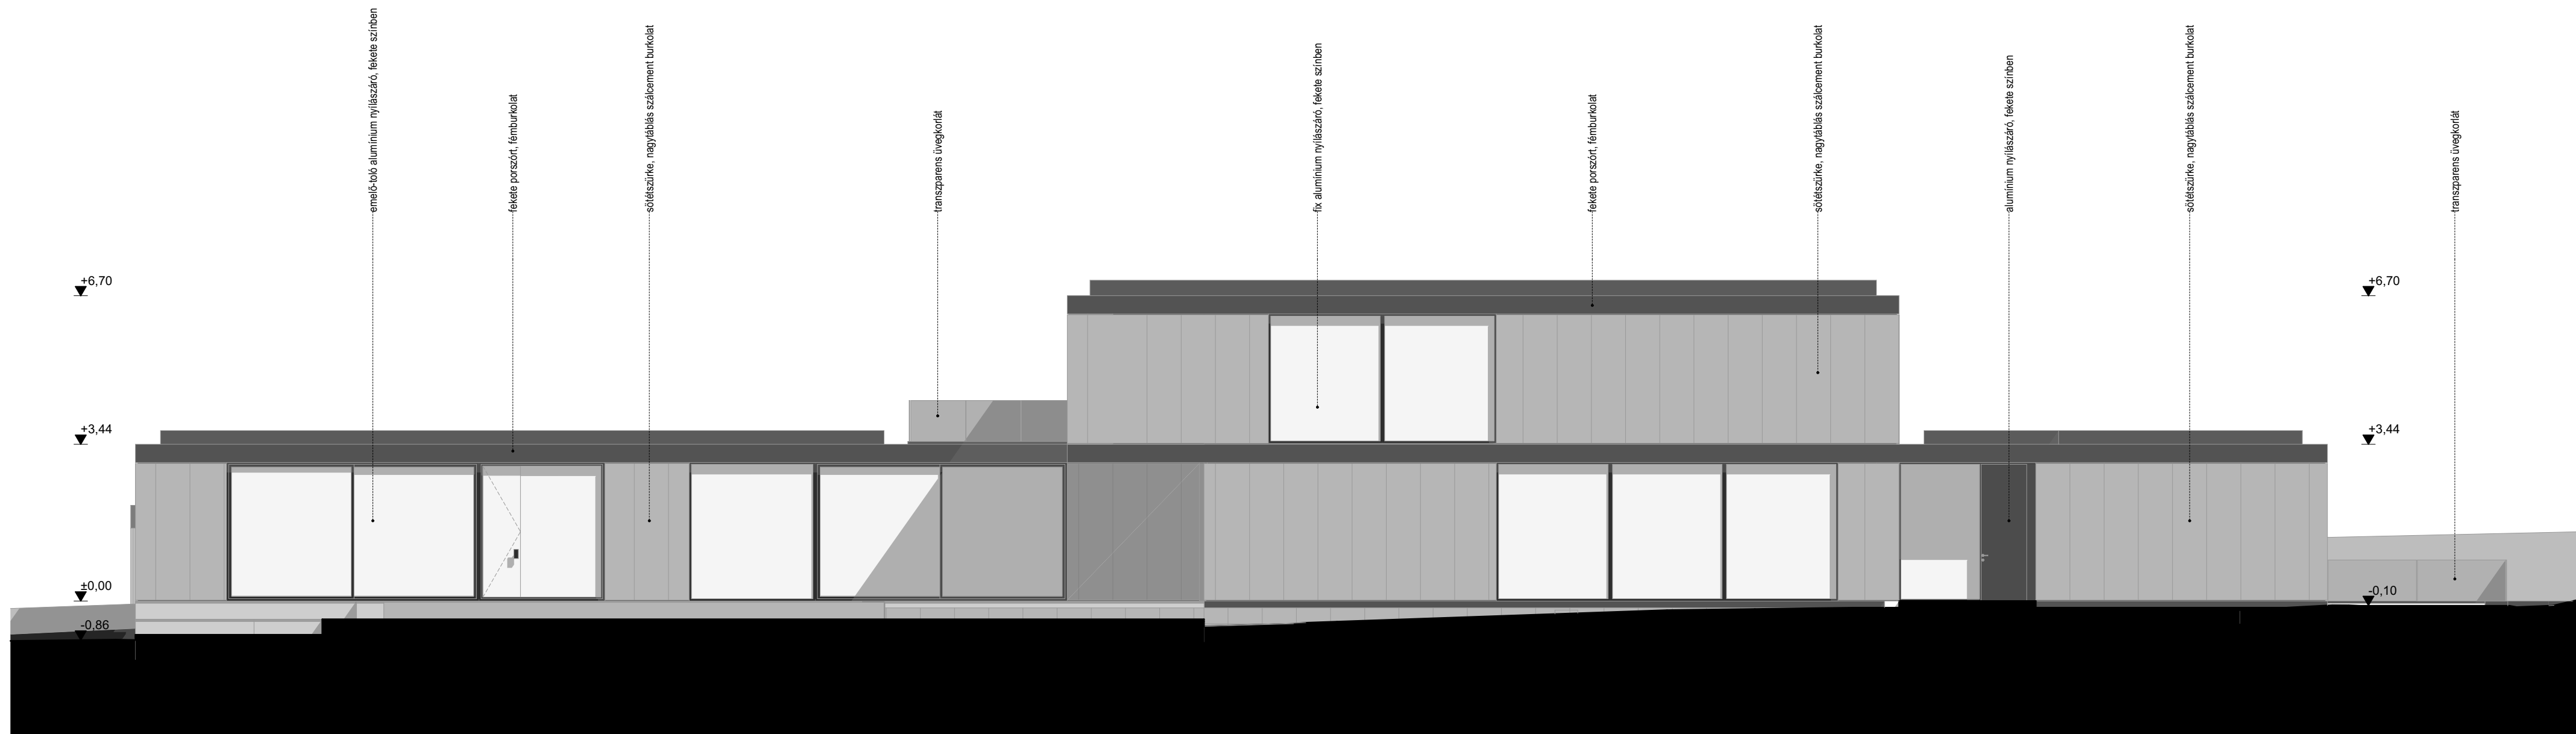 emelő-toló alumínium nyílászáró, fekete színben
fekete porszórt, fémburkolat
sötétszürke, nagytáblás szálcement burkolat
transzparens üvegkorlát
fix alumínium nyílászáró, fekete színben
fekete porszórt, fémburkolat
sötétszürke, nagytáblás szálcement burkolat
alumínium nyílászáró, fekete színben
sötétszürke, nagytáblás szálcement burkolat
transzparens üvegkorlát
+6,70
+6,70
+3,44
+3,44
±0,00
-0,10
-0,86